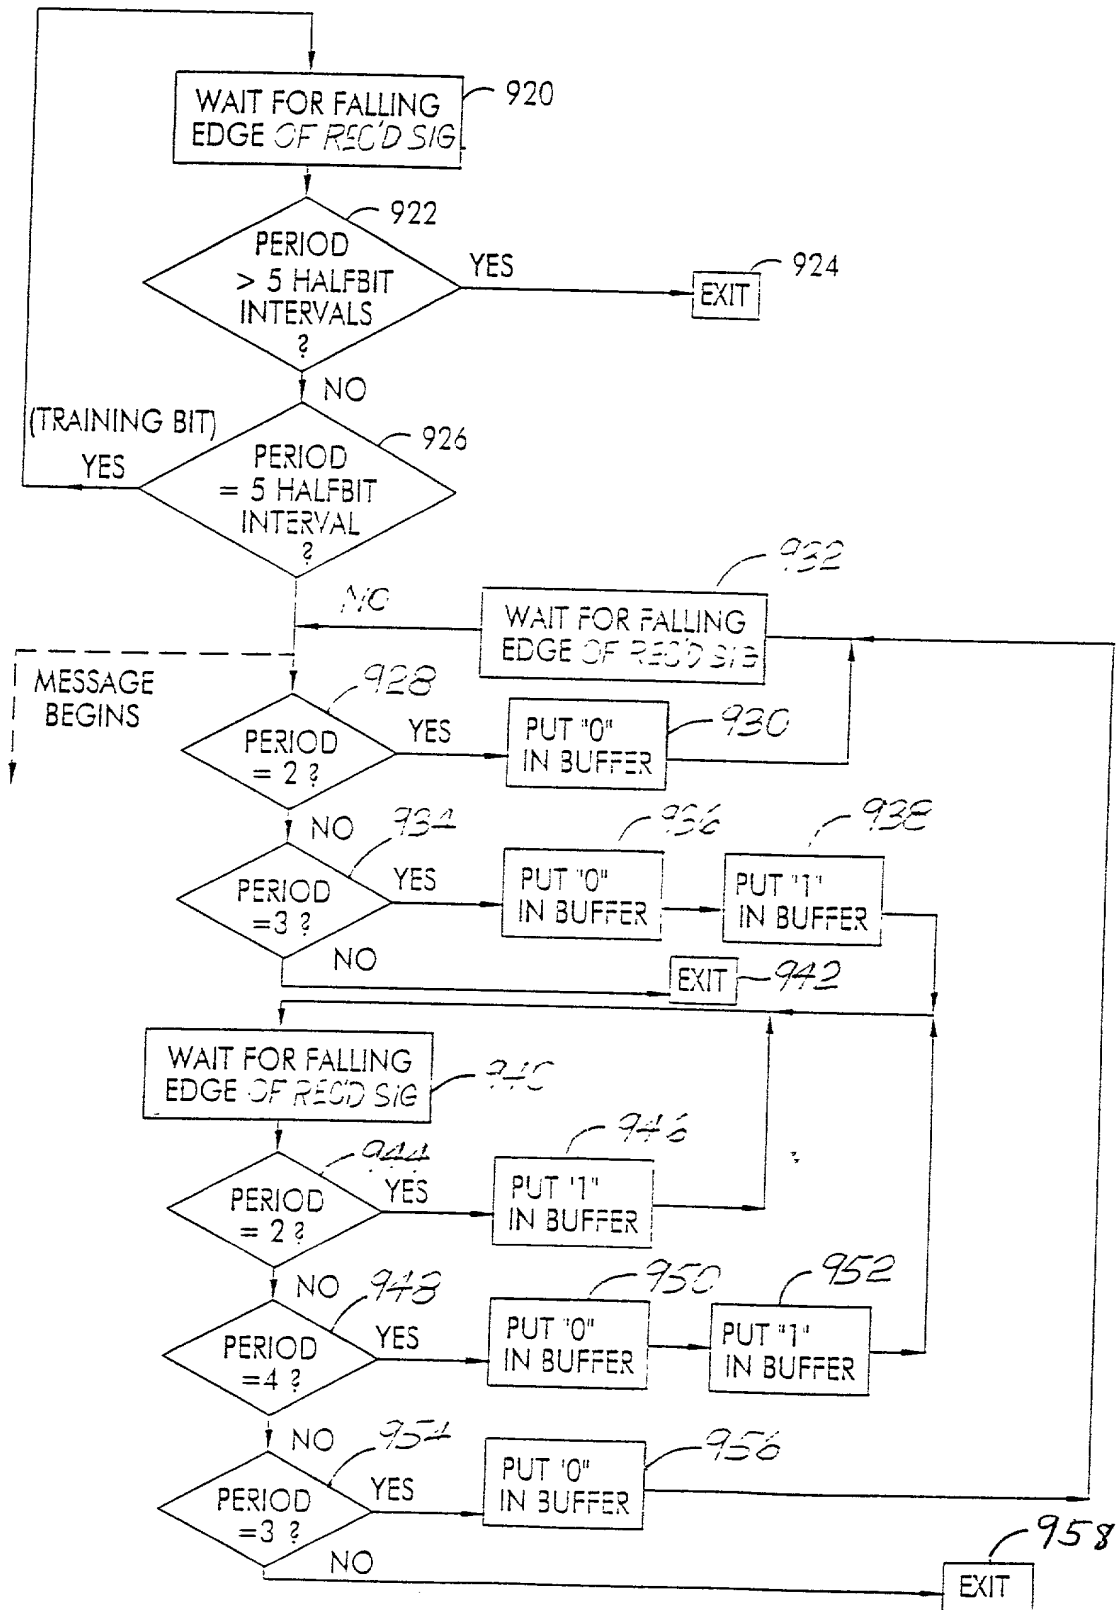 WAIT FOR FALLING
EDGE OF REC'D SIG
920
922
PERIOD
> 5 HALFBIT
INTERVALS
?
YES
EXIT
924
NO
(TRAINING BIT)
YES
926
PERIOD
= 5 HALFBIT
INTERVAL
?
NO
932
WAIT FOR FALLING
EDGE OF REC'D SIG
MESSAGE
BEGINS
928
PERIOD
= 2 ?
YES
PUT "0"
IN BUFFER
930
NO
934
PERIOD
=3 ?
YES
936
PUT "0"
IN BUFFER
938
PUT "1"
IN BUFFER
NO
EXIT
942
WAIT FOR FALLING
EDGE OF REC'D SIG
940
944
PERIOD
= 2 ?
YES
946
PUT "1"
IN BUFFER
NO
948
PERIOD
=4 ?
YES
950
PUT "0"
IN BUFFER
952
PUT "1"
IN BUFFER
NO
954
PERIOD
=3 ?
YES
PUT "0"
IN BUFFER
956
NO
958
EXIT